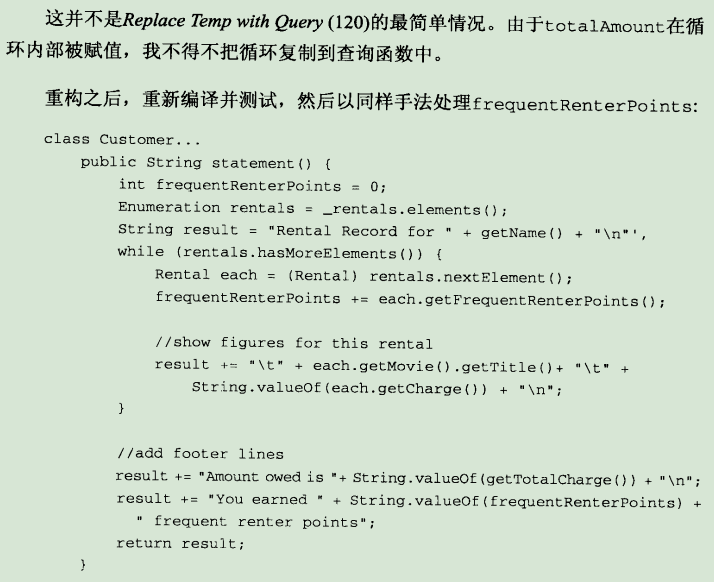 这并不是Replace Temp with Query (120)的最简单情况。由于totalAmount在循
环内部被赋值，我不得不把循环复制到查询函数中。
重构之后，重新编译并测试，然后以同样手法处理frequentRenterPoints:
class Customer...
public String statement() {
int frequentRenterPoints = 0;
Enumeration rentals = _rentals.elements();
String result = "Rental Record for " + getName() + "\n"',
while (rentals.hasMoreElements()) {
Rental each = (Rental) rentals.nextElement();
frequentRenterPoints += each.getFrequentRenterPoints();
//show figures for this rental
result += "\t" + each.getMovie().getTitle()+ "\t" +
String.valueOf(each.getCharge()) + "\n";
}
//add footer lines
result += "Amount owed is "+ String.valueOf(getTotalCharge()) + "\n";
result += "You earned " + String.valueOf(frequentRenterPoints) +
" frequent renter points";
return result;
}